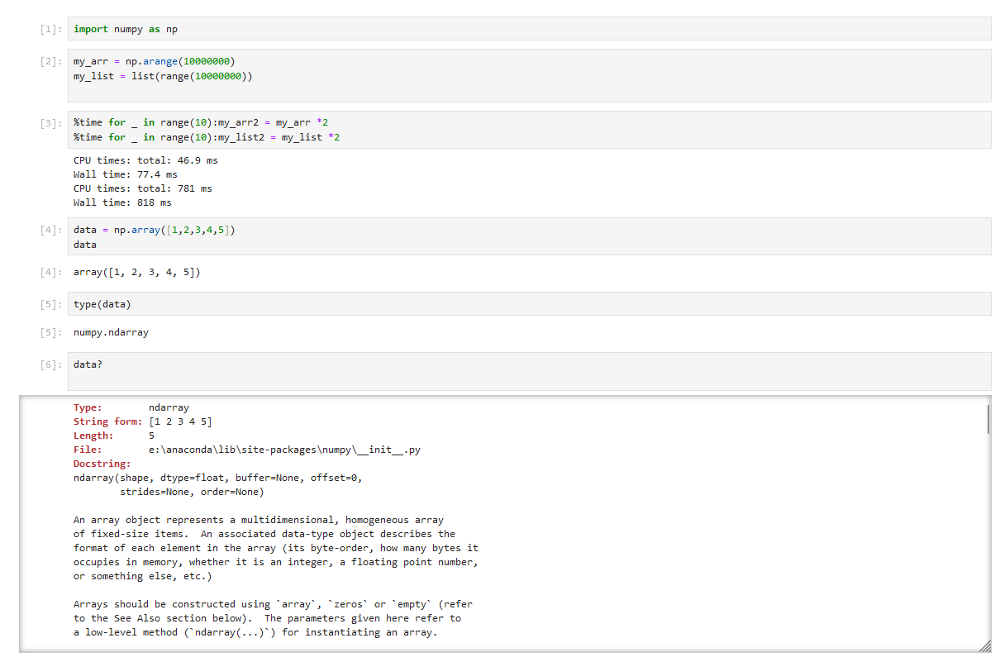 [1]: import numpy as np
[2]: my_arr = np.arange(10000000)
my_list = list(range(10000000))
[3]: %time for _ in range(10):my_arr2 = my_arr *2
%time for _ in range(10):my_list2 = my_list *2
CPU times: total: 46.9 ms
Wall time: 77.4 ms
CPU times: total: 781 ms
Wall time: 818 ms
[4]: data = np.array([1,2,3,4,5])
data
[4]: array([1, 2, 3, 4, 5])
[5]: type(data)
[5]: numpy.ndarray
[6]: data?
Type:        ndarray
String form: [1 2 3 4 5]
Length:      5
File:        e:\anaconda\lib\site-packages\numpy\__init__.py
Docstring:
ndarray(shape, dtype=float, buffer=None, offset=0,
        strides=None, order=None)
An array object represents a multidimensional, homogeneous array
of fixed-size items.  An associated data-type object describes the
format of each element in the array (its byte-order, how many bytes it
occupies in memory, whether it is an integer, a floating point number,
or something else, etc.)
Arrays should be constructed using `array`, `zeros` or `empty` (refer
to the See Also section below).  The parameters given here refer to
a low-level method (`ndarray(...)`) for instantiating an array.